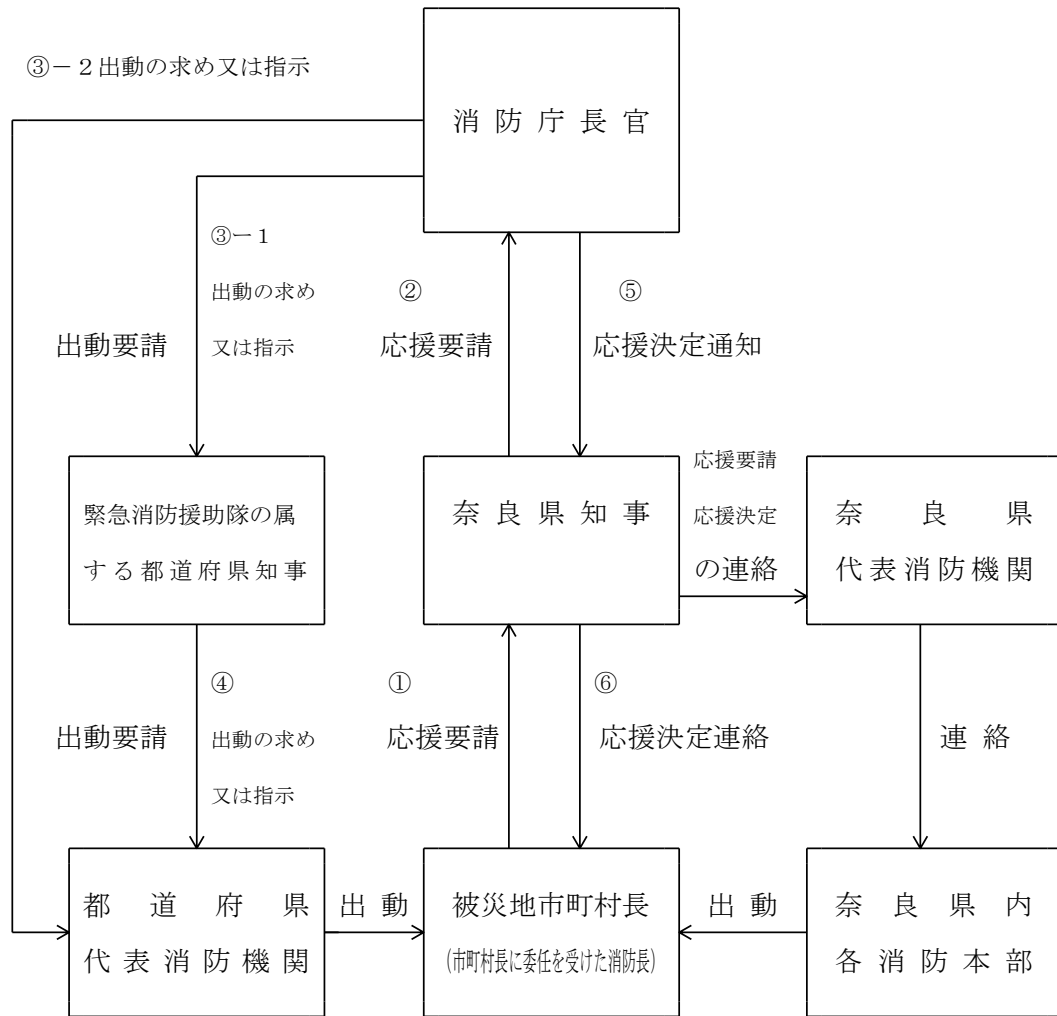 ③－２出動の求め又は指示
消防庁長官
③ー１
出動の求め
又は指示
出動要請
②
応援要請
⑤
応援決定通知
緊急消防援助隊の属
する都道府県知事
奈良県知事
応援要請
応援決定
の連絡
奈良県
代表消防機関
④
出動の求め
又は指示
出動要請
①
応援要請
⑥
応援決定連絡
連絡
都道府県
代表消防機関
出動
被災地市町村長
(市町村長に委任を受けた消防長)
出動
奈良県内
各消防本部